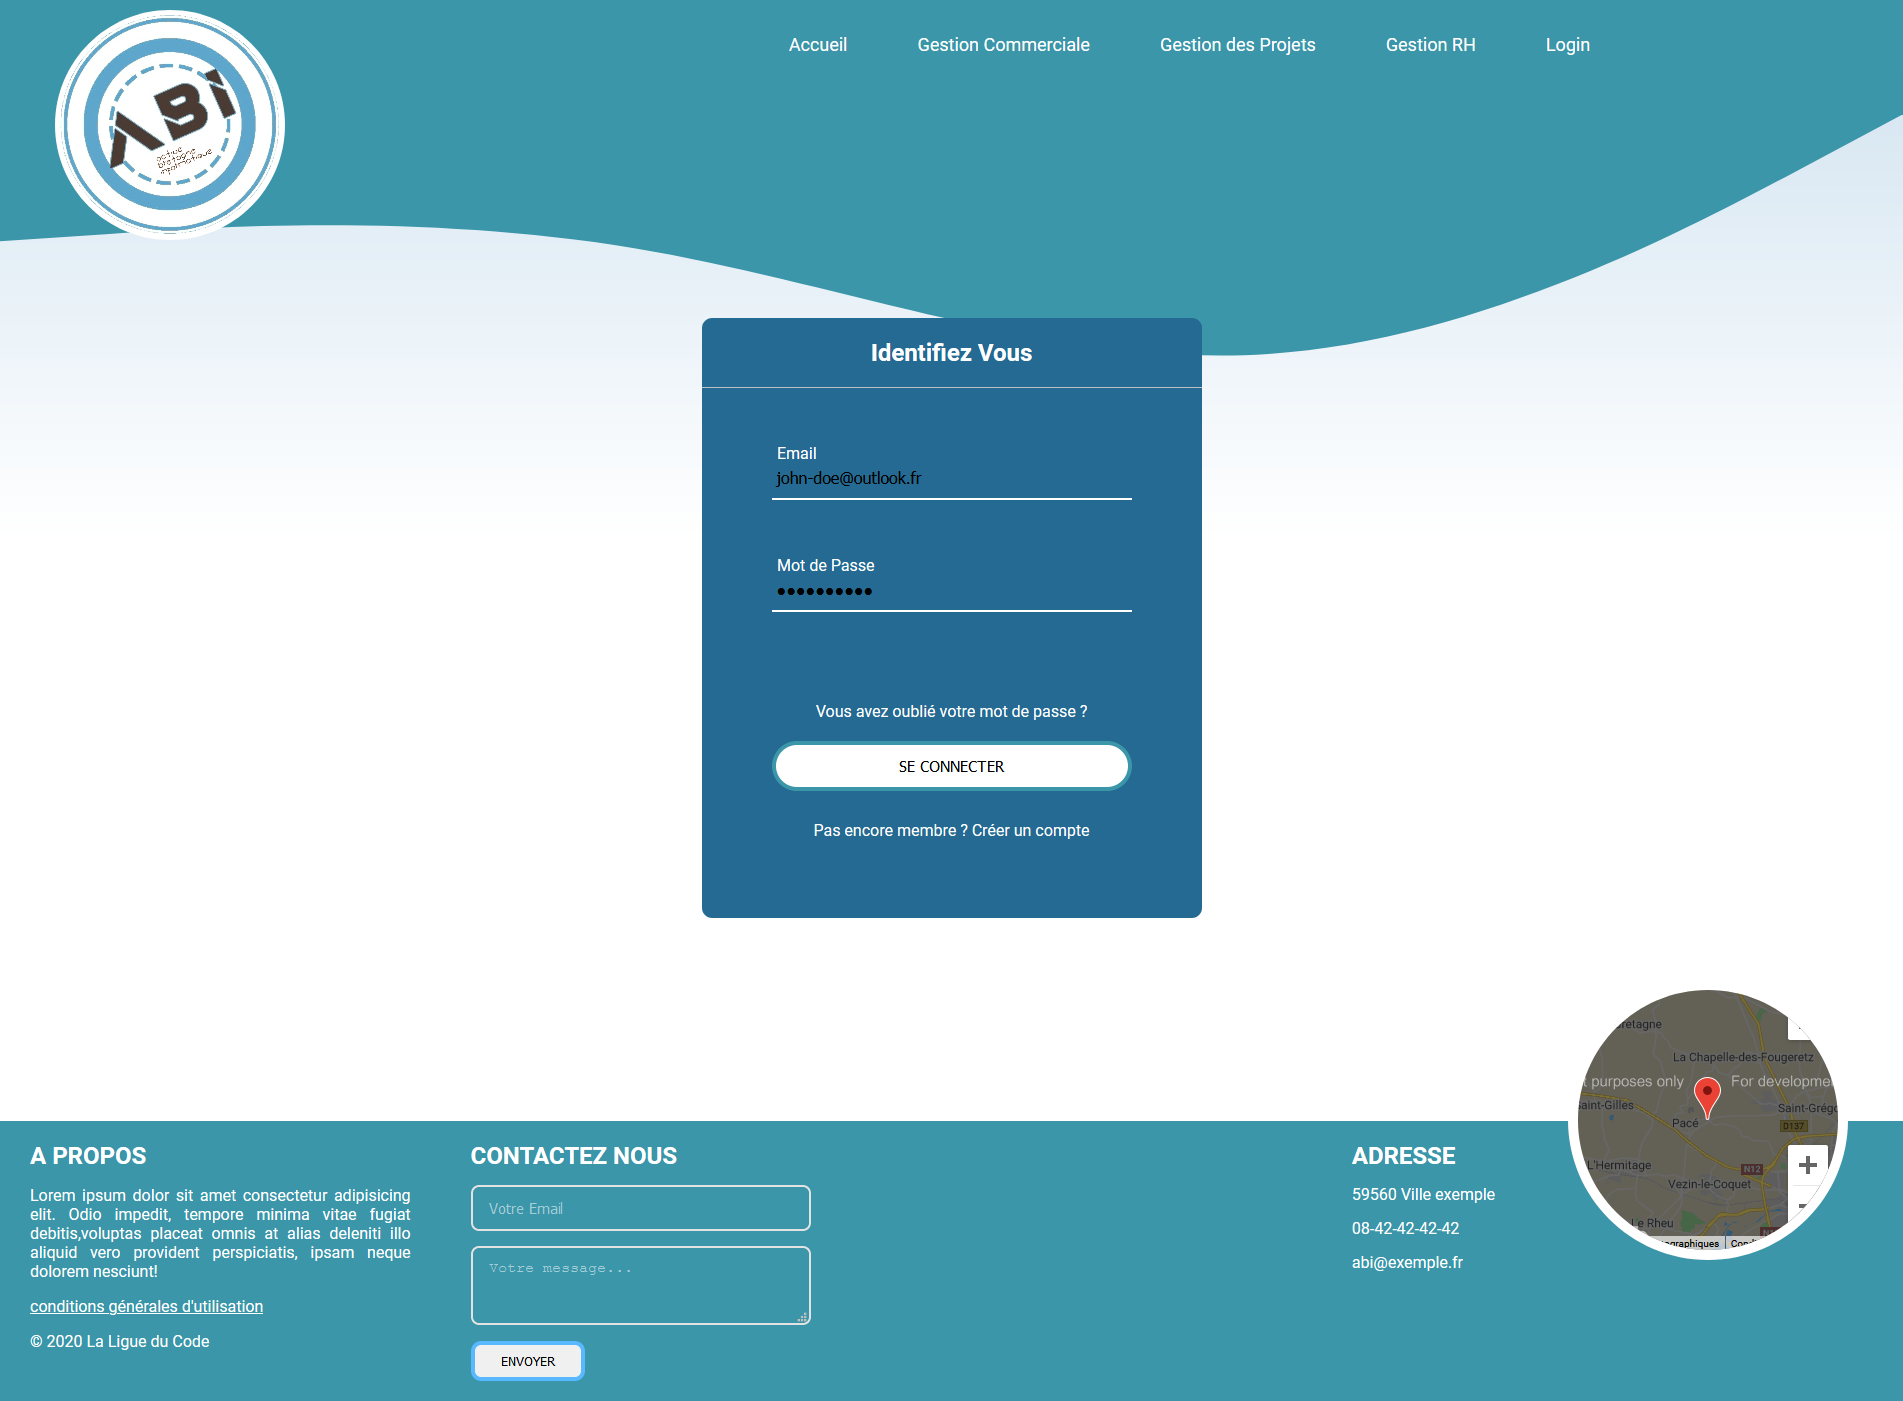 ABi
active
bretagne
informatique
Accueil
Gestion Commerciale
Gestion des Projets
Gestion RH
Login
Identifiez Vous
Email
john-doe@outlook.fr
Mot de Passe
••••••••••
Vous avez oublié votre mot de passe ?
SE CONNECTER
Pas encore membre ? Créer un compte
A PROPOS
Lorem ipsum dolor sit amet consectetur adipisicing
elit. Odio impedit, tempore minima vitae fugiat
debitis,voluptas placeat omnis at alias deleniti illo
aliquid vero provident perspiciatis, ipsam neque
dolorem nesciunt!
conditions générales d'utilisation
© 2020 La Ligue du Code
CONTACTEZ NOUS
Votre Email
Votre message...
ENVOYER
ADRESSE
59560 Ville exemple
08-42-42-42-42
abi@exemple.fr
retagne
La Chapelle-des-Fougeretz
t purposes only
For developme
aint-Gilles
Saint-Grég
Pacé
D137
L'Hermitage
N12
Vezin-le-Coquet
Le Rheu
graphiques